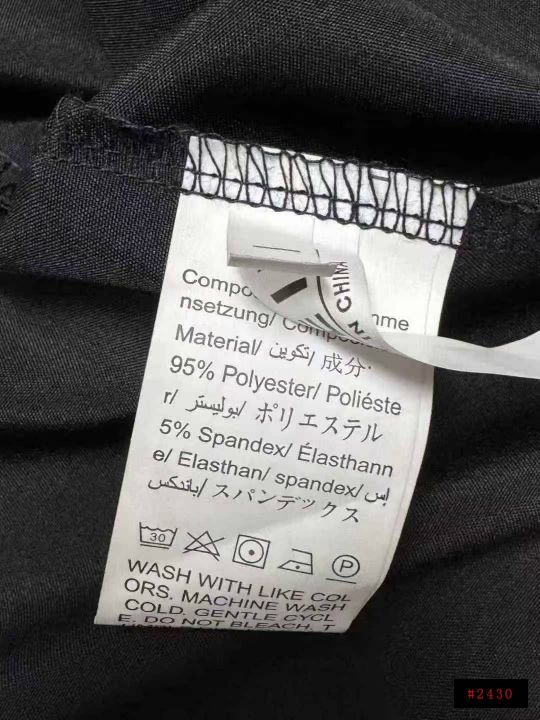 CHINA
nsetzung/
Material/ تكوين/ 成分:
95% Polyester/ Poliéste
r/ بوليستر/ ポリエステル
5% Spandex/ Élasthann
e/ Elasthan/ spandex/ إس
باندكس/ スパンデックス
30
P
WASH WITH LIKE COL
ORS. MACHINE WASH
COLD. GENTLE CYCL
E. DO NOT BLEACH. T
#2430